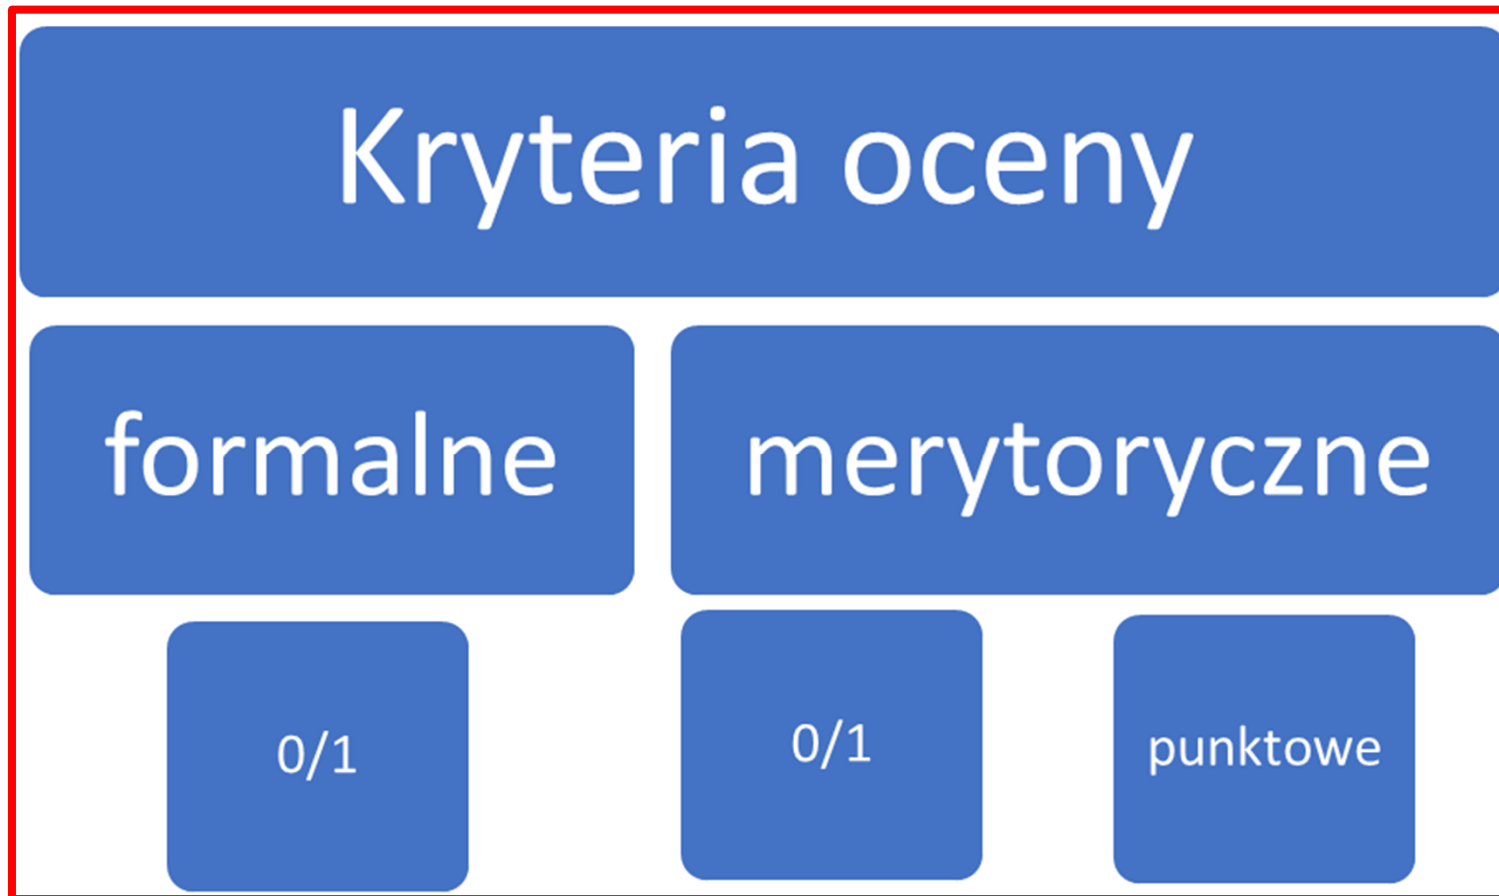 Kryteria oceny
formalne
merytoryczne
0/1
0/1
punktowe